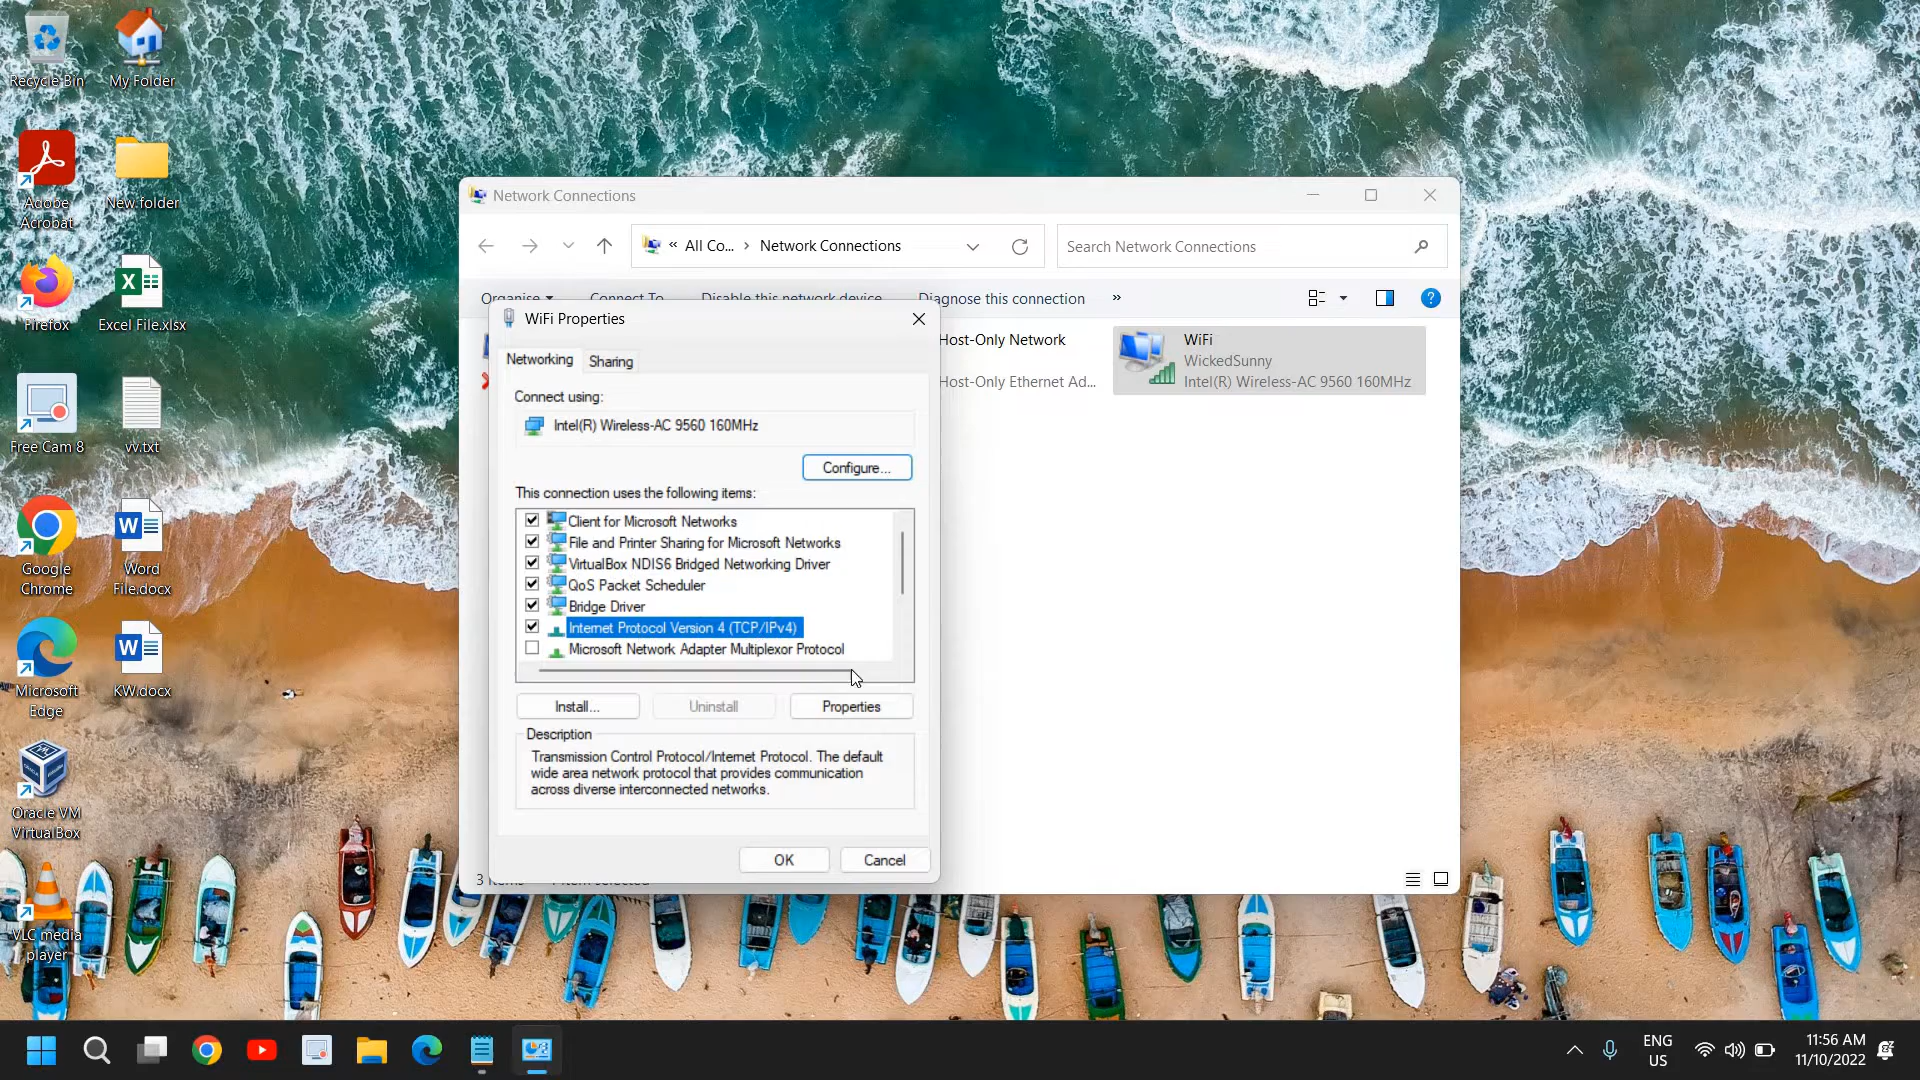 Recycle Bin
My Folder
Adobe
Acrobat
New folder
Firefox
Excel File.xlsx
Free Cam 8
vv.txt
Google
Chrome
Word
File.docx
Microsoft
Edge
KW.docx
Oracle VM
VirtualBox
VLC media
player
Network Connections
« All Co... › Network Connections
Search Network Connections
Organise
Connect To
Disable this network device
Diagnose this connection
»
Host-Only Network
Host-Only Ethernet Ad...
WiFi
WickedSunny
Intel(R) Wireless-AC 9560 160MHz
WiFi Properties
Networking
Sharing
Connect using:
Intel(R) Wireless-AC 9560 160MHz
Configure...
This connection uses the following items:
Client for Microsoft Networks
File and Printer Sharing for Microsoft Networks
VirtualBox NDIS6 Bridged Networking Driver
QoS Packet Scheduler
Bridge Driver
Internet Protocol Version 4 (TCP/IPv4)
Microsoft Network Adapter Multiplexor Protocol
Install...
Uninstall
Properties
Description
Transmission Control Protocol/Internet Protocol. The default
wide area network protocol that provides communication
across diverse interconnected networks.
OK
Cancel
3 items
1 item selected
ENG
US
11:56 AM
11/10/2022